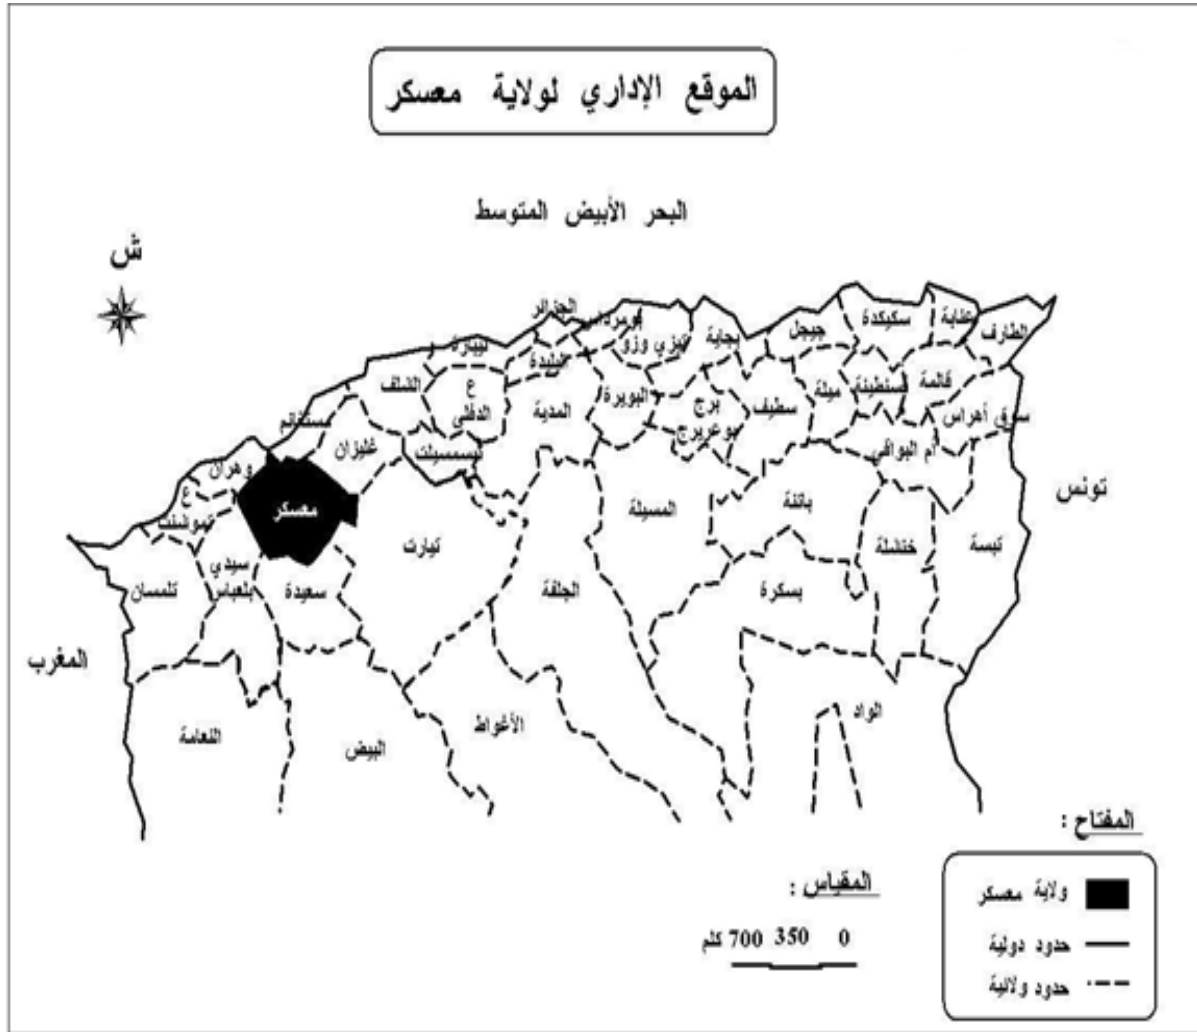 الموقع الإداري لولاية معسكر
البحر الأبيض المتوسط
ش
الجزائر
بومرداس
تيزي وزو
بجاية
جيجل
سكيكدة
عنابة
الطارف
تيبازة
البليدة
الشلف
ع
الدفلى
المدية
البويرة
برج
بوعريريج
سطيف
ميلة
قسنطينة
قالمة
سوق أهراس
مستغانم
غليزان
تيسمسيلت
أم البواقي
وهران
ع
تموشنت
معسكر
تيارت
المسيلة
باتنة
خنشلة
تبسة
تونس
تلمسان
سيدي
بلعباس
سعيدة
الجلفة
بسكرة
المغرب
النعامة
البيض
الأغواط
الواد
المفتاح :
ولاية معسكر
حدود دولية
حدود ولائية
المقياس :
0 350 700 كلم